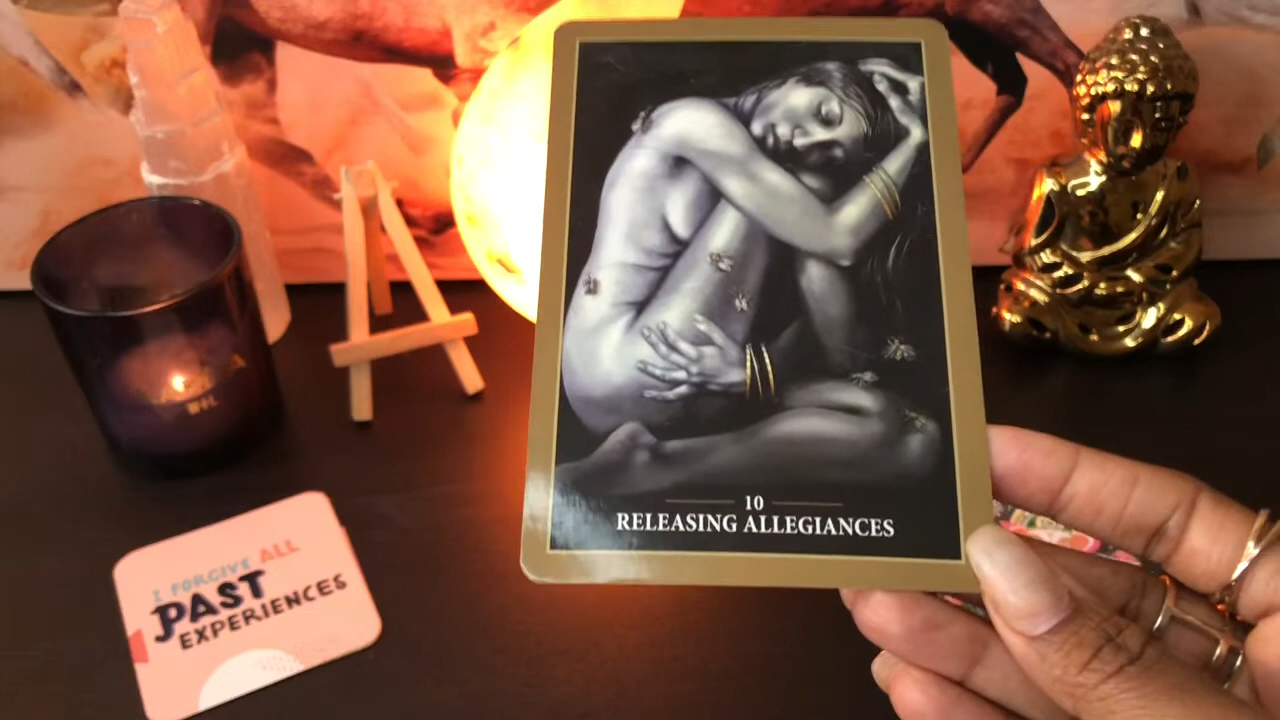 10
RELEASING ALLEGIANCES
I FORGIVE ALL
PAST
EXPERIENCES